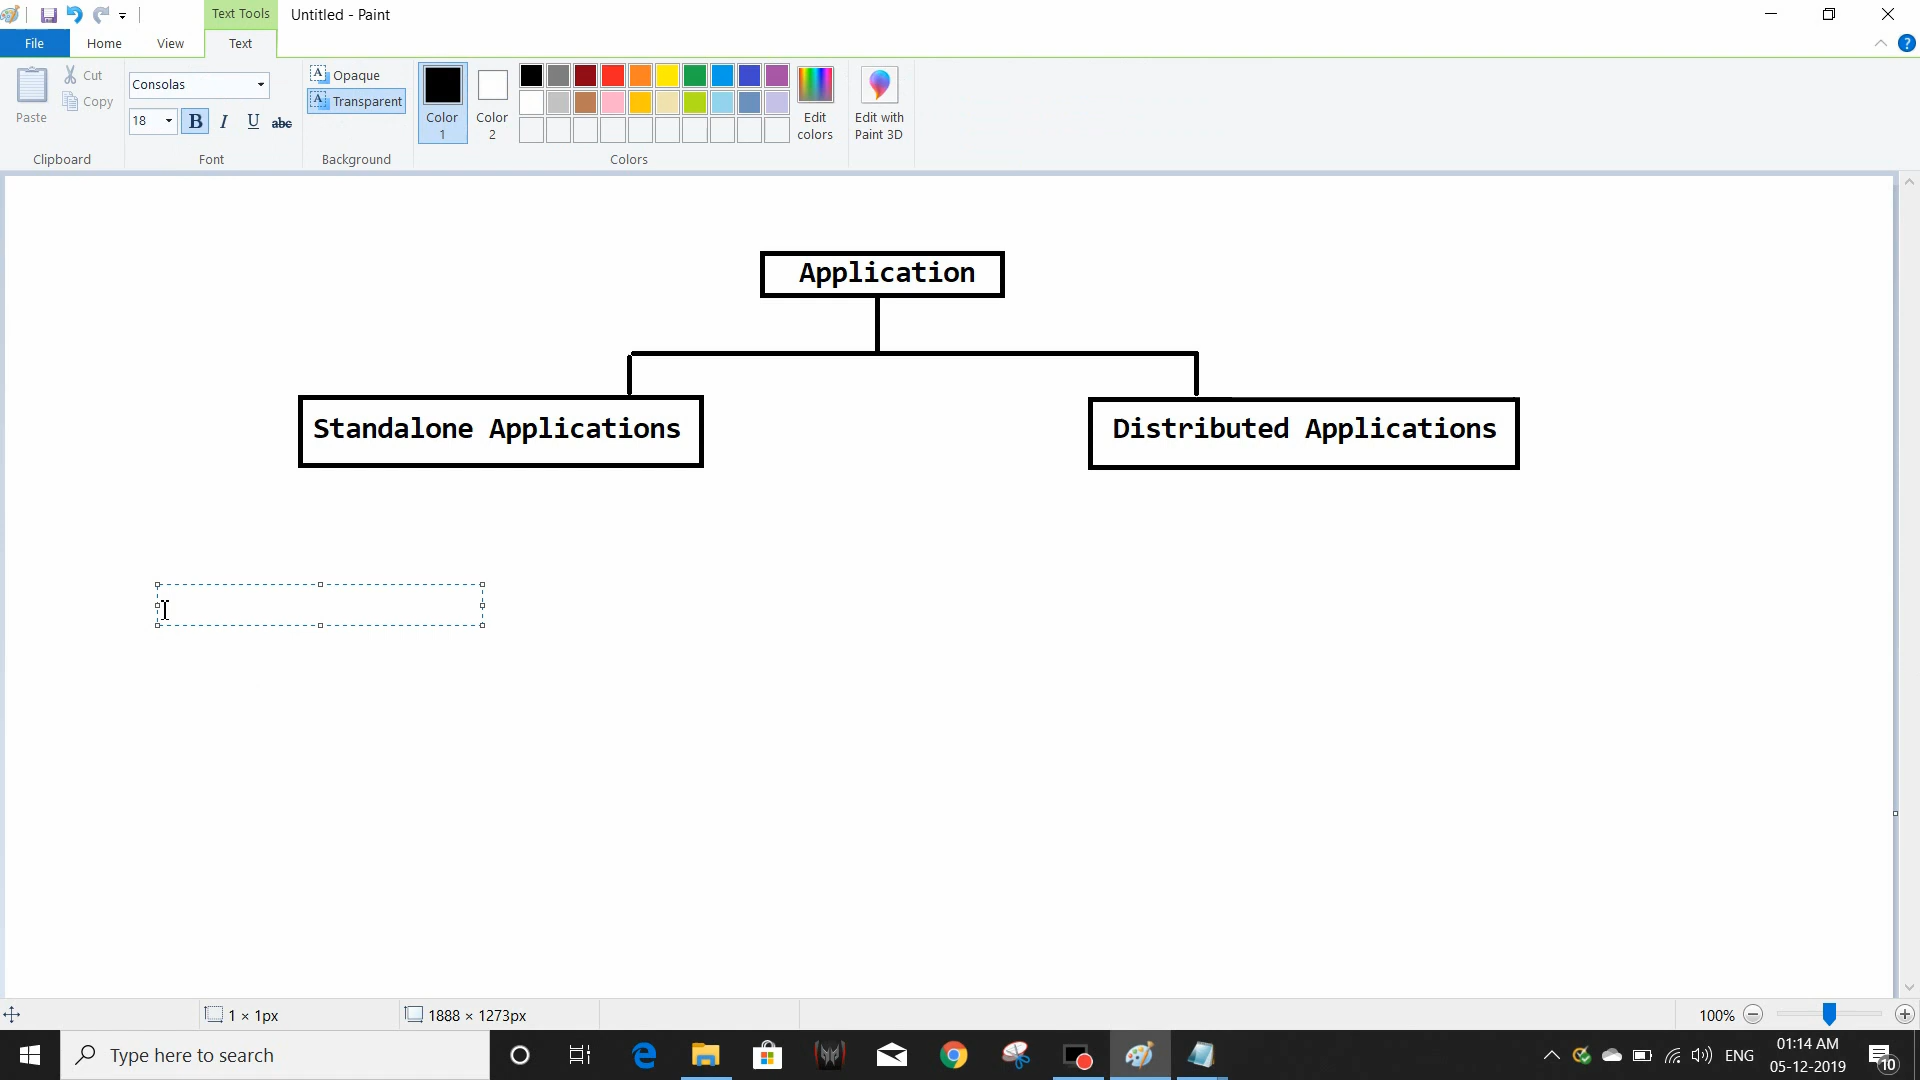 Text Tools
Untitled - Paint
File
Home
View
Text
Paste
Cut
Copy
Clipboard
Consolas
18
B
I
U
abc
Font
Opaque
Transparent
Background
Color
1
Color
2
Edit
colors
Colors
Edit with
Paint 3D
Application
Standalone Applications
Distributed Applications
1 × 1px
1888 × 1273px
100%
Type here to search
ENG
01:14 AM
05-12-2019
10